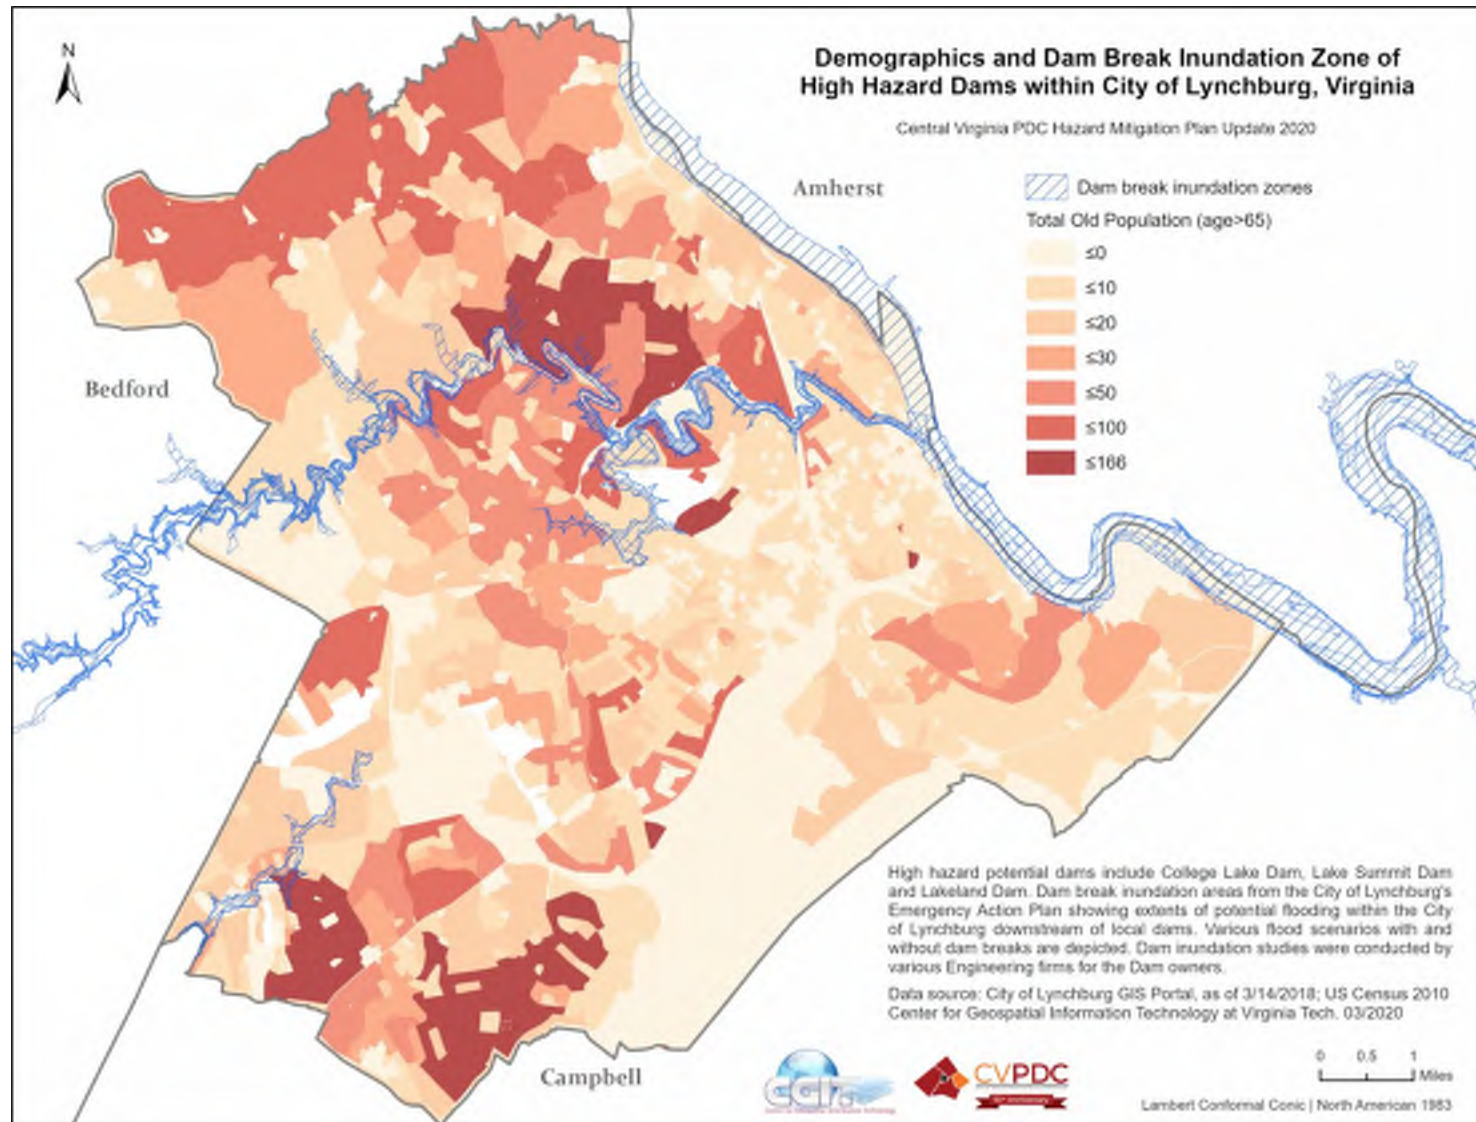 N
Demographics and Dam Break Inundation Zone of
High Hazard Dams within City of Lynchburg, Virginia
Central Virginia PDC Hazard Mitigation Plan Update 2020
Amherst
Dam break inundation zones
Total Old Population (age>65)
≤0
≤10
≤20
≤30
≤50
≤100
≤166
Bedford
High hazard potential dams include College Lake Dam, Lake Summit Dam
and Lakeland Dam. Dam break inundation areas from the City of Lynchburg's
Emergency Action Plan showing extents of potential flooding within the City
of Lynchburg downstream of local dams. Various flood scenarios with and
without dam breaks are depicted. Dam inundation studies were conducted by
various Engineering firms for the Dam owners.
Data source: City of Lynchburg GIS Portal, as of 3/14/2018; US Census 2010
Center for Geospatial Information Technology at Virginia Tech. 03/2020
Campbell
CGIT
CVPDC
0 0.5 1
Miles
Lambert Conformal Conic | North American 1983